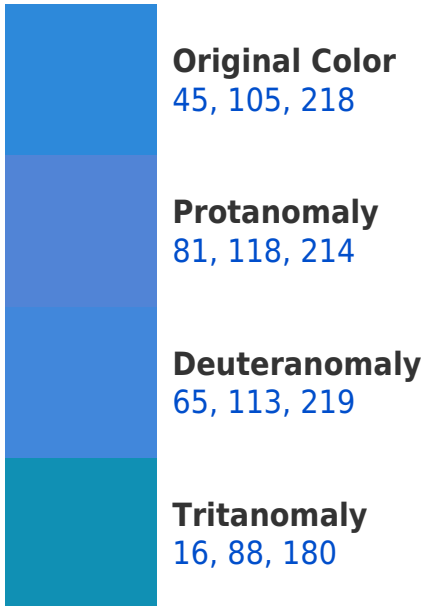 Original Color
45, 105, 218
Protanomaly
81, 118, 214
Deuteranomaly
65, 113, 219
Tritanomaly
16, 88, 180